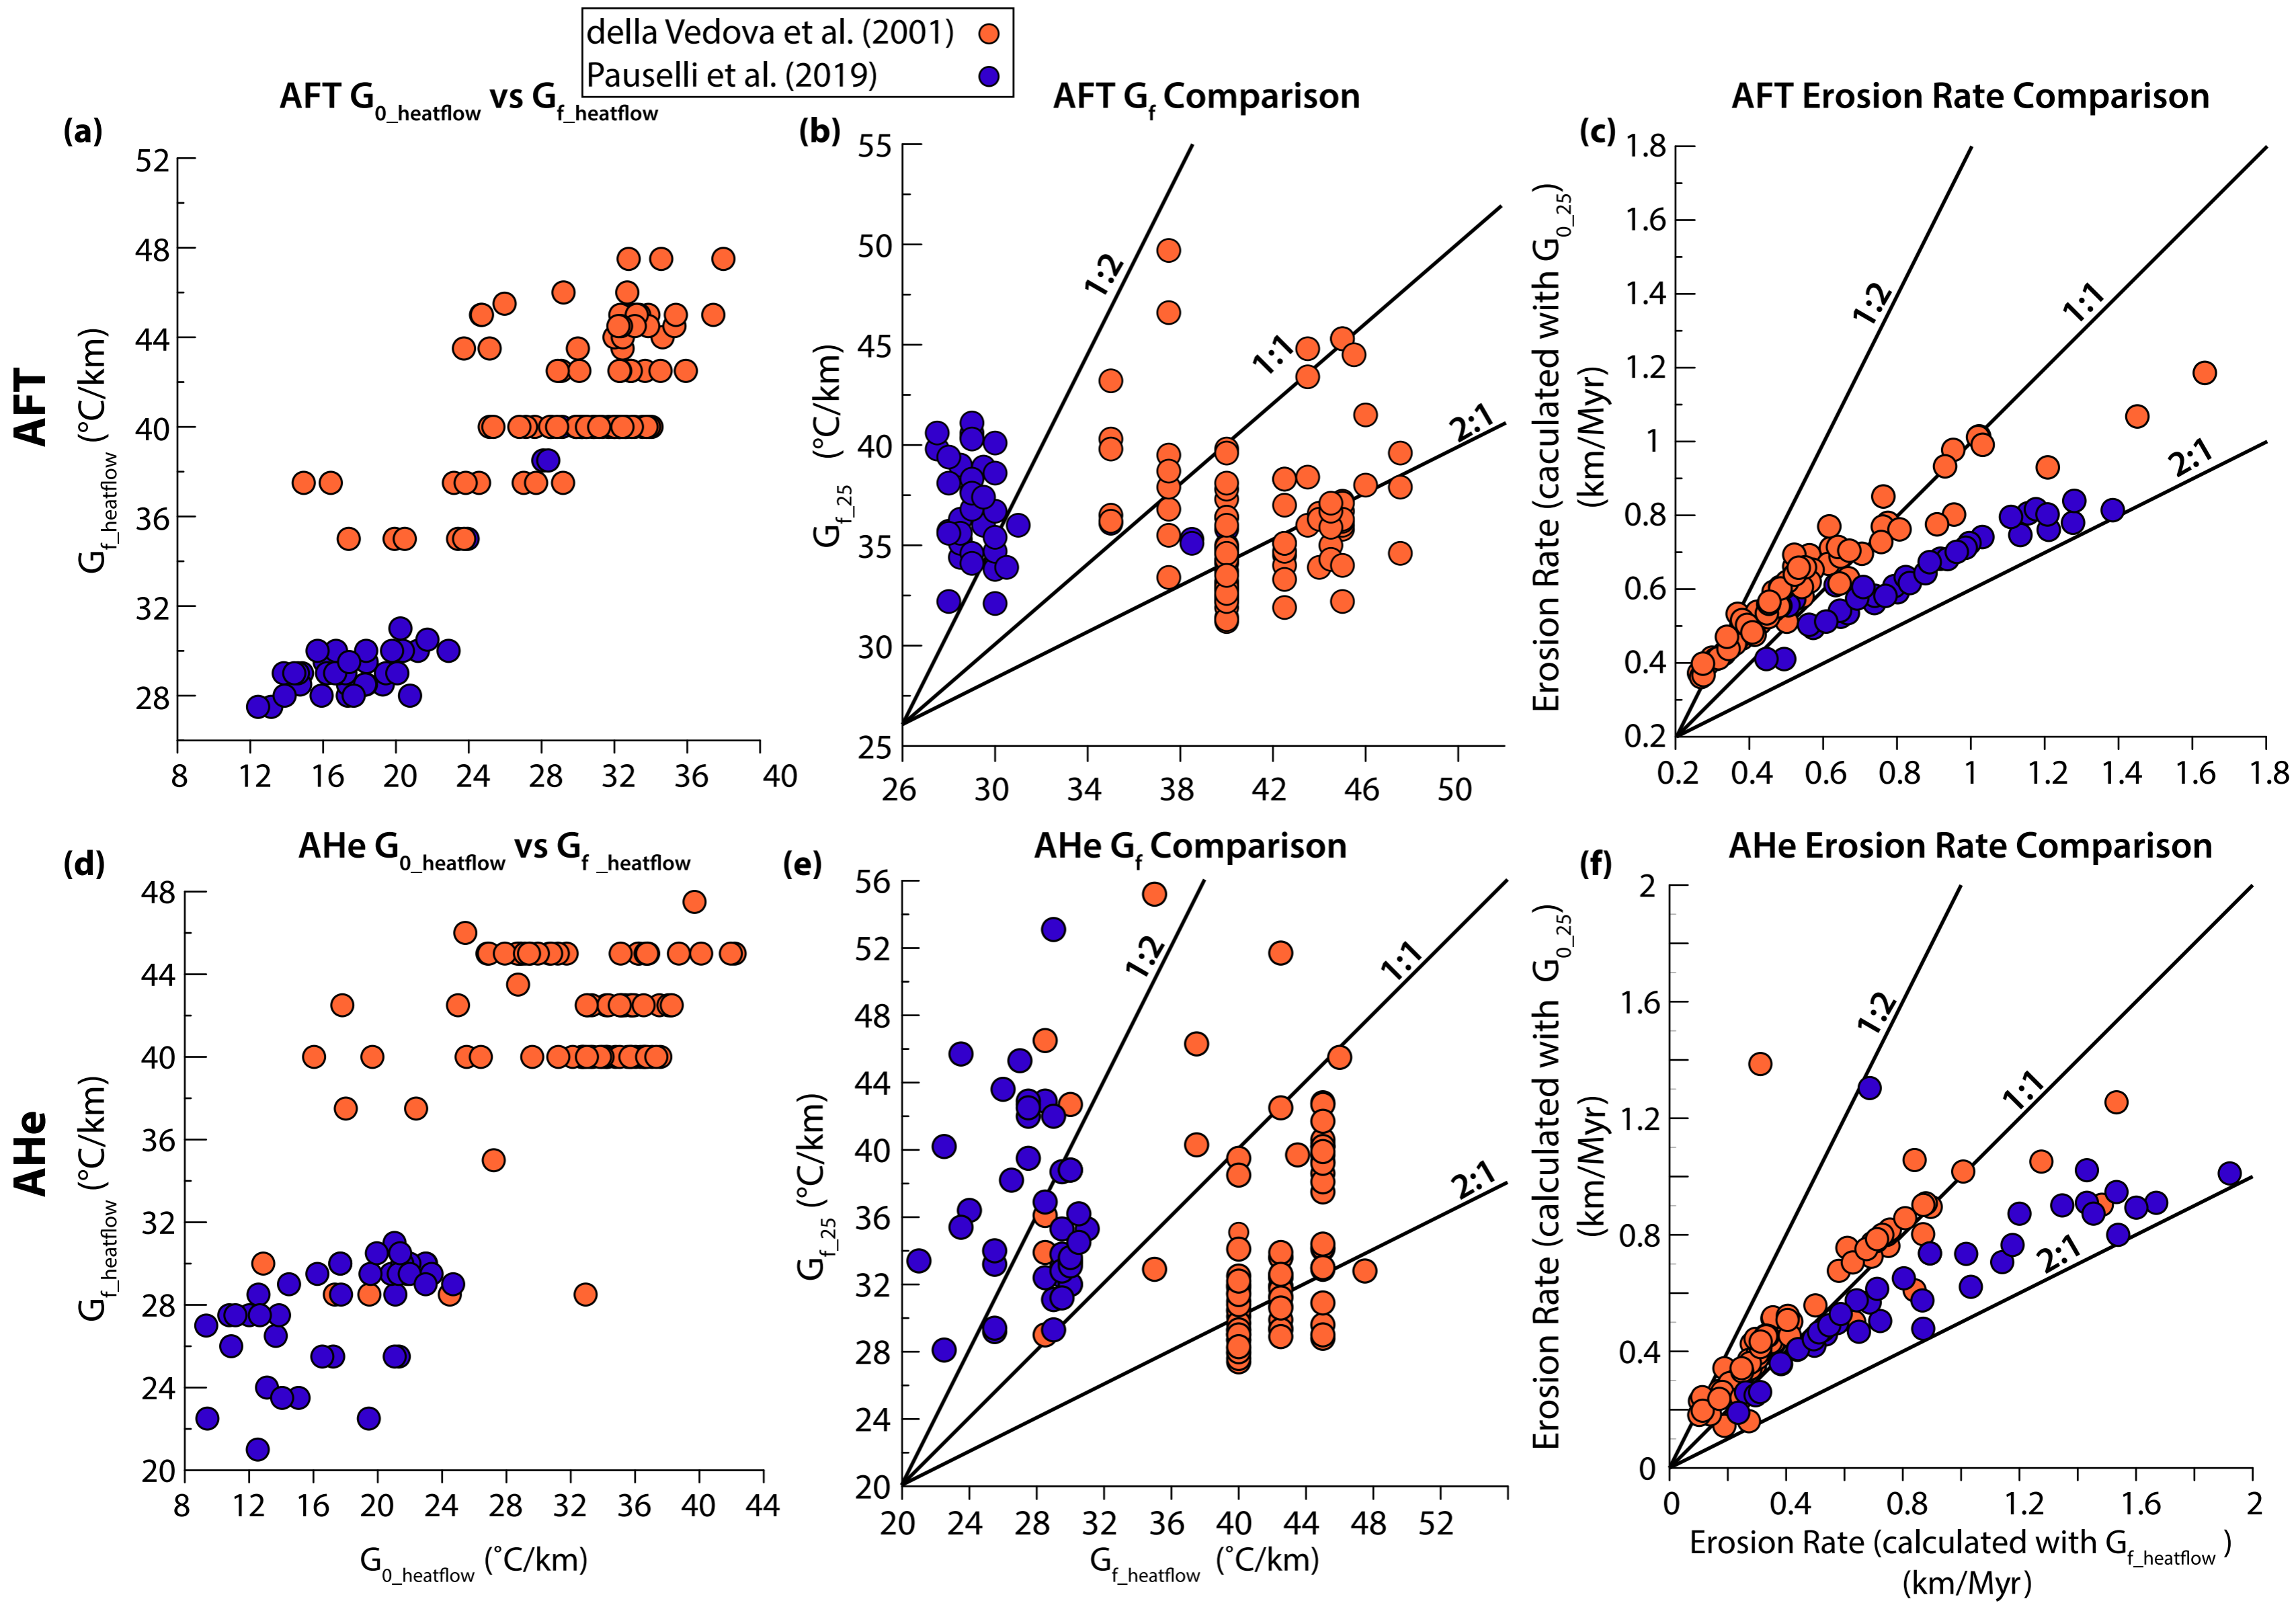 della Vedova et al. (2001)
Pauselli et al. (2019)
AFT G0_heatflow vs Gf_heatflow
AFT Gf Comparison
AFT Erosion Rate Comparison
(a)
52
48
44
40
36
32
28
8 12 16 20 24 28 32 36 40
Gf_heatflow (°C/km)
AFT
(b)
55
50
45
40
35
30
25
26 30 34 38 42 46 50
Gf_25 (°C/km)
1:2
1:1
2:1
(c)
1.8
1.6
1.4
1.2
1
0.8
0.6
0.4
0.2
0.2 0.4 0.6 0.8 1 1.2 1.4 1.6 1.8
Erosion Rate (caculated with G0_25)
(km/Myr)
1:2
1:1
2:1
AHe G0_heatflow vs Gf _heatflow
AHe Gf Comparison
AHe Erosion Rate Comparison
(d)
48
44
40
36
32
28
24
20
8 12 16 20 24 28 32 36 40 44
Gf_heatflow (°C/km)
AHe
G0_heatflow (°C/km)
(e)
56
52
48
44
40
36
32
28
24
20
20 24 28 32 36 40 44 48 52
Gf_25 (°C/km)
1:2
1:1
2:1
Gf_heatflow (°C/km)
(f)
2
1.6
1.2
0.8
0.4
0
0 0.4 0.8 1.2 1.6 2
Erosion Rate (calculated with G0_25)
(km/Myr)
1:2
1:1
2:1
Erosion Rate (calculated with Gf_heatflow )
(km/Myr)